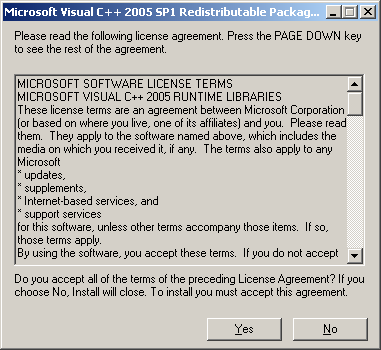 Microsoft Visual C++ 2005 SP1 Redistributable Packag...
Please read the following license agreement. Press the PAGE DOWN key
to see the rest of the agreement.
MICROSOFT SOFTWARE LICENSE TERMS
MICROSOFT VISUAL C++ 2005 RUNTIME LIBRARIES
These license terms are an agreement between Microsoft Corporation
(or based on where you live, one of its affiliates) and you. Please read
them. They apply to the software named above, which includes the
media on which you received it, if any. The terms also apply to any
Microsoft
* updates,
* supplements,
* Internet-based services, and
* support services
for this software, unless other terms accompany those items. If so,
those terms apply.
By using the software, you accept these terms. If you do not accept
Do you accept all of the terms of the preceding License Agreement? If you
choose No, Install will close. To install you must accept this agreement.
Yes
No